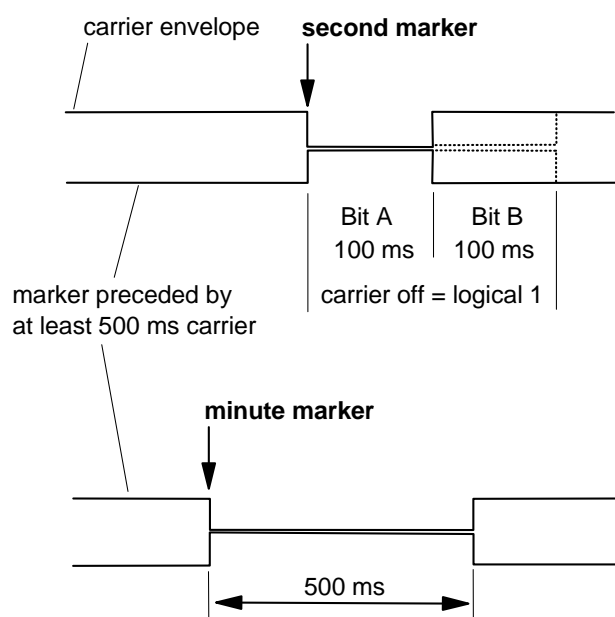 carrier envelope
second marker
Bit A
100 ms
Bit B
100 ms
carrier off = logical 1
marker preceded by
at least 500 ms carrier
minute marker
500 ms